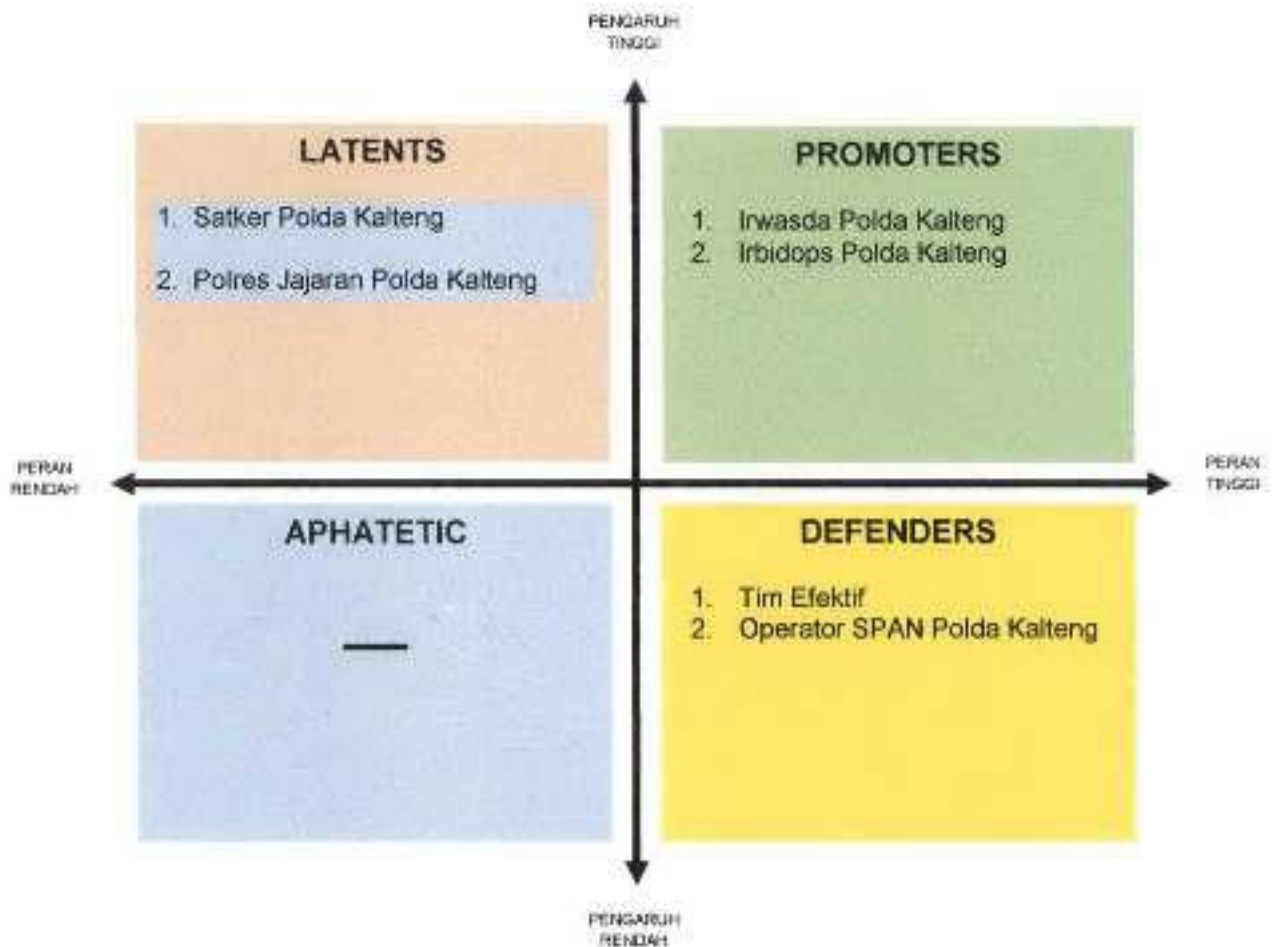 PENGARUH
TINGGI
LATENTS
1. Satker Polda Kalteng
2. Polres Jajaran Polda Kalteng
PROMOTERS
1. Irwasda Polda Kalteng
2. Irbidops Polda Kalteng
PERAN
RENDAH
PERAN
TINGGI
APHATETIC
—
DEFENDERS
1. Tim Efektif
2. Operator SPAN Polda Kalteng
PENGARUH
RENDAH